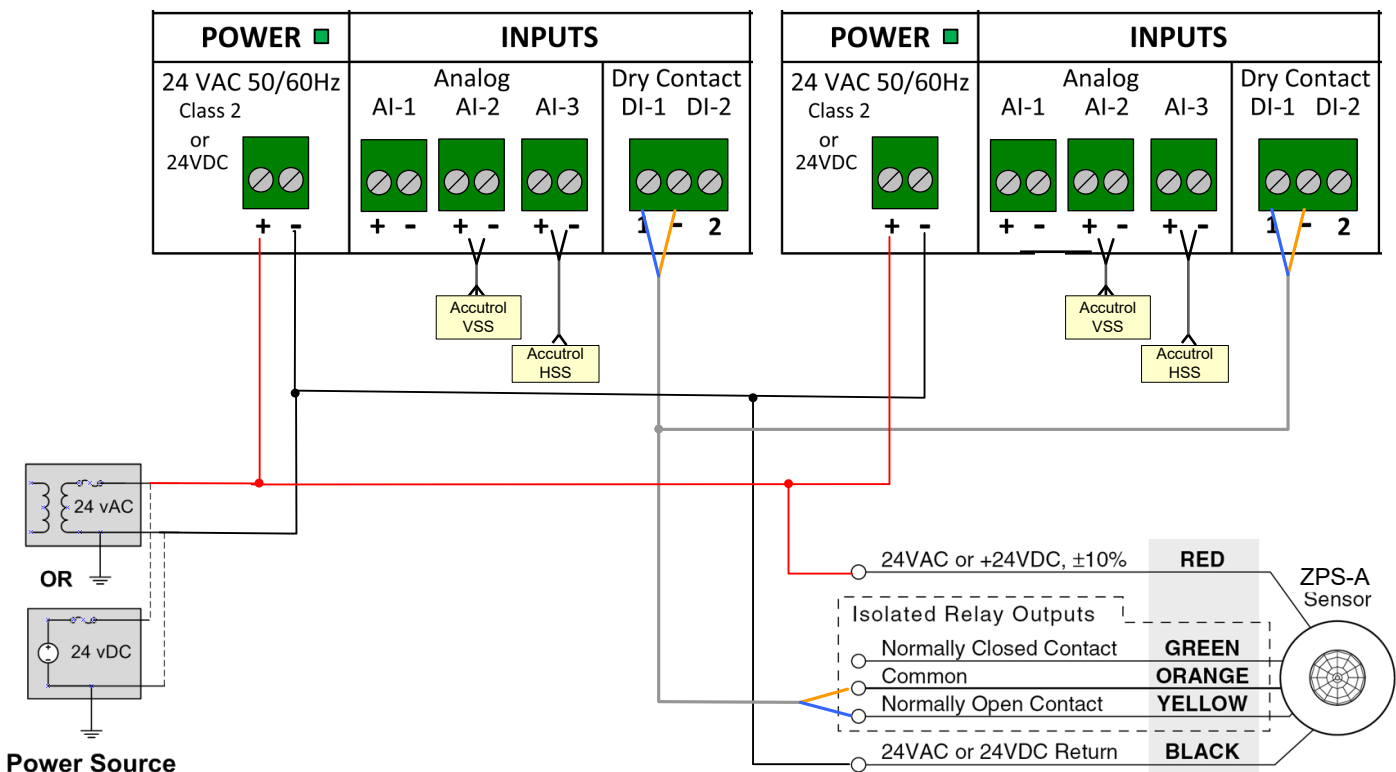 POWER INPUTS POWER INPUTS
24 VAC 50/60Hz Analog Dry Contact 24 VAC 50/60Hz Analog Dry Contact
Class 2 AI-1 AI-2 AI-3 DI-1 DI-2 Class 2 AI-1 AI-2 AI-3 DI-1 DI-2
or or
24VDC 24VDC
+ - + - + - + - 1 - 2 + - + - + - + - 1 - 2
Accutrol Accutrol
VSS VSS
Accutrol Accutrol
HSS HSS
24 vAC
OR
24VAC or +24VDC, ±10% RED
ZPS-A
Sensor
Isolated Relay Outputs
24 vDC
Normally Closed Contact GREEN
Common ORANGE
Normally Open Contact YELLOW
24VAC or 24VDC Return BLACK
Power Source